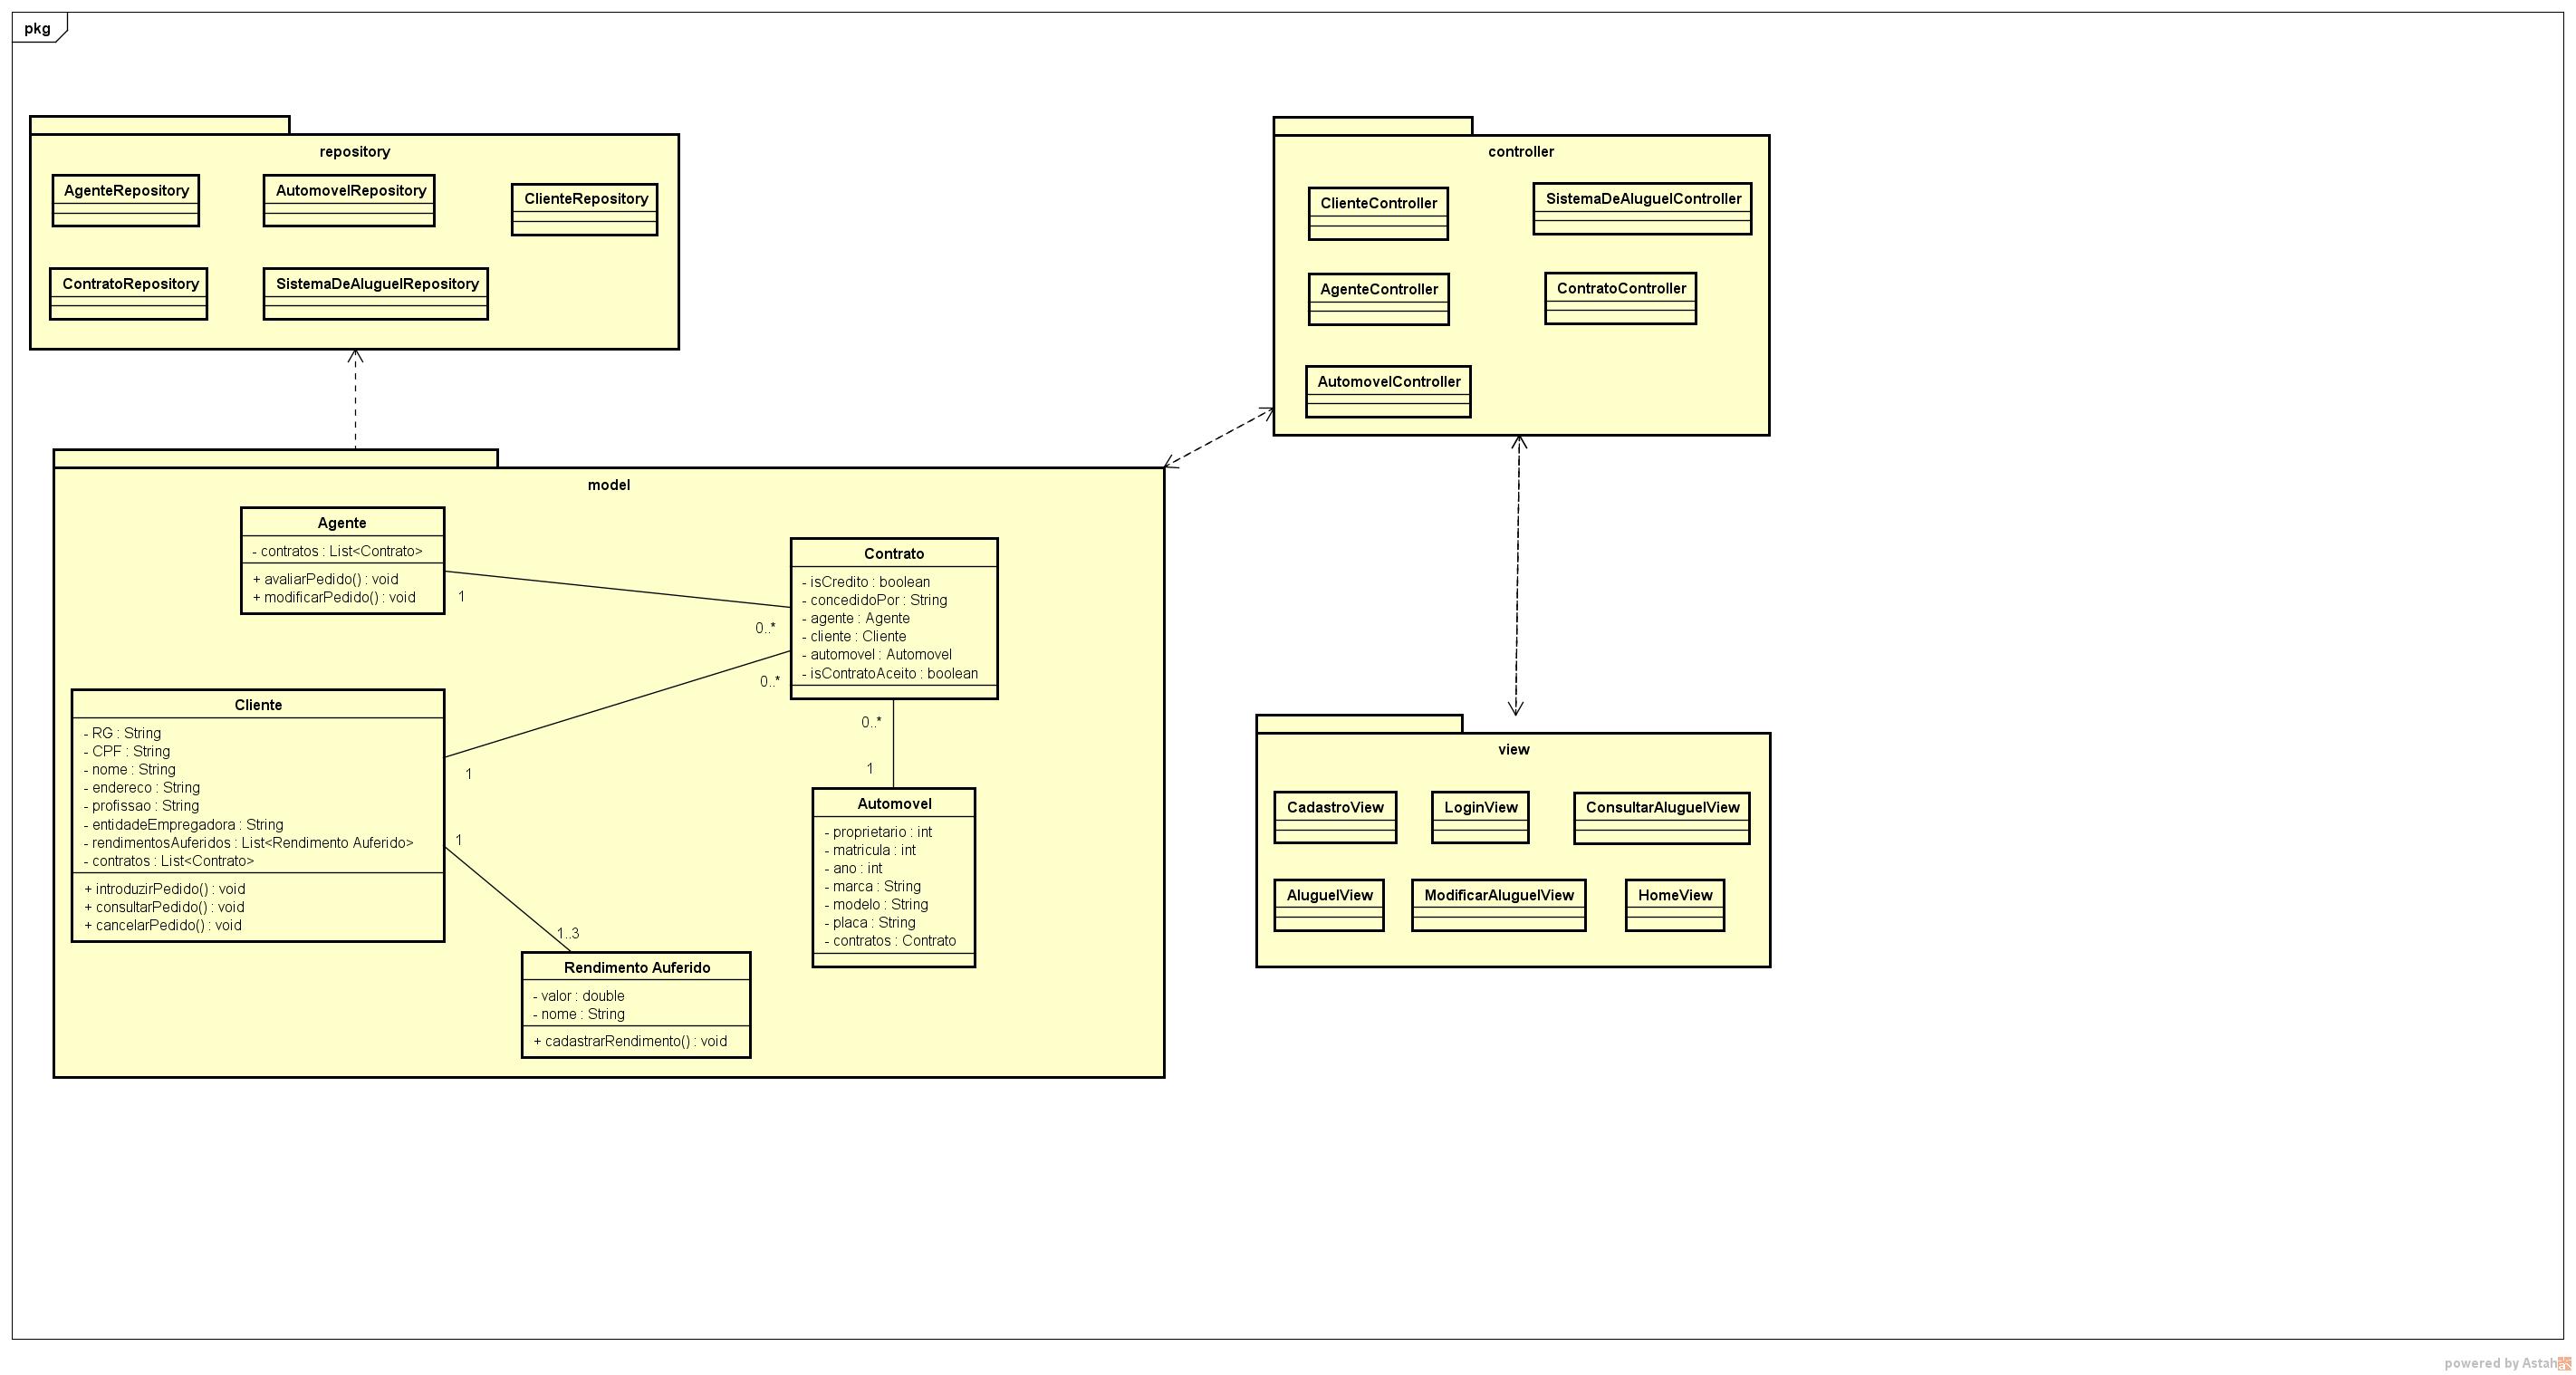 pkg
repository
AgenteRepository
AutomovelRepository
ClienteRepository
ContratoRepository
SistemaDeAluguelRepository
controller
ClienteController
SistemaDeAluguelController
AgenteController
ContratoController
AutomovelController
model
Agente
- contratos : List<Contrato>
+ avaliarPedido() : void
+ modificarPedido() : void
1
0..*
Contrato
- isCredito : boolean
- concedidoPor : String
- agente : Agente
- cliente : Cliente
- automovel : Automovel
- isContratoAceito : boolean
Cliente
- RG : String
- CPF : String
- nome : String
- endereco : String
- profissao : String
- entidadeEmpregadora : String
- rendimentosAuferidos : List<Rendimento Auferido>
- contratos : List<Contrato>
+ introduzirPedido() : void
+ consultarPedido() : void
+ cancelarPedido() : void
0..*
1
0..*
1
1
1..3
Automovel
- proprietario : int
- matricula : int
- ano : int
- marca : String
- modelo : String
- placa : String
- contratos : Contrato
Rendimento Auferido
- valor : double
- nome : String
+ cadastrarRendimento() : void
view
CadastroView
LoginView
ConsultarAluguelView
AluguelView
ModificarAluguelView
HomeView
powered by Astah